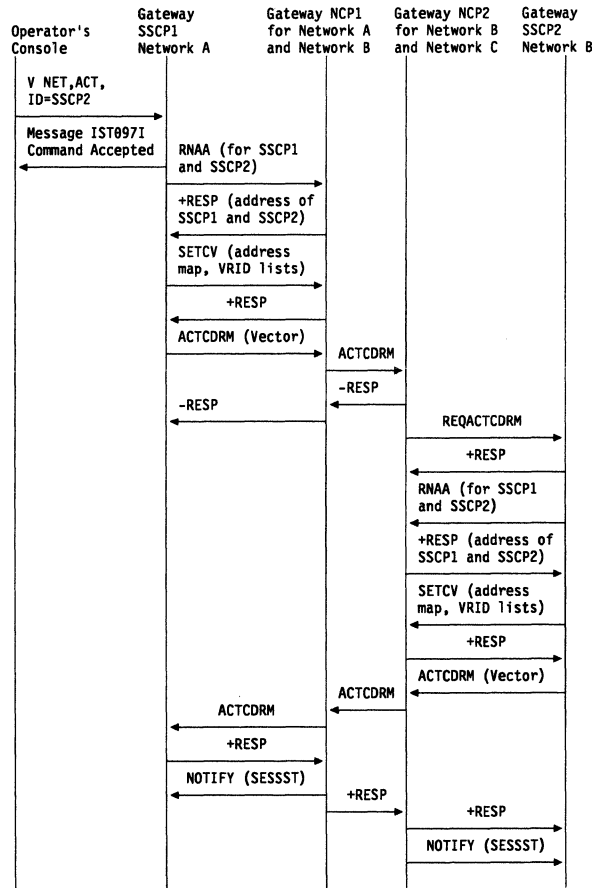 Operator's
Console
Gateway
SSCP1
Network A
Gateway NCP1
for Network A
and Network B
Gateway NCP2
for Network B
and Network C
Gateway
SSCP2
Network B
V NET,ACT,
ID=SSCP2
Message IST097I
Command Accepted
RNAA (for SSCP1
and SSCP2)
+RESP (address of
SSCP1 and SSCP2)
SETCV (address
map, VRID lists)
+RESP
ACTCDRM (Vector)
ACTCDRM
-RESP
-RESP
REQACTCDRM
+RESP
RNAA (for SSCP1
and SSCP2)
+RESP (address of
SSCP1 and SSCP2)
SETCV (address
map, VRID lists)
+RESP
ACTCDRM (Vector)
ACTCDRM
ACTCDRM
+RESP
NOTIFY (SESSST)
+RESP
+RESP
NOTIFY (SESSST)